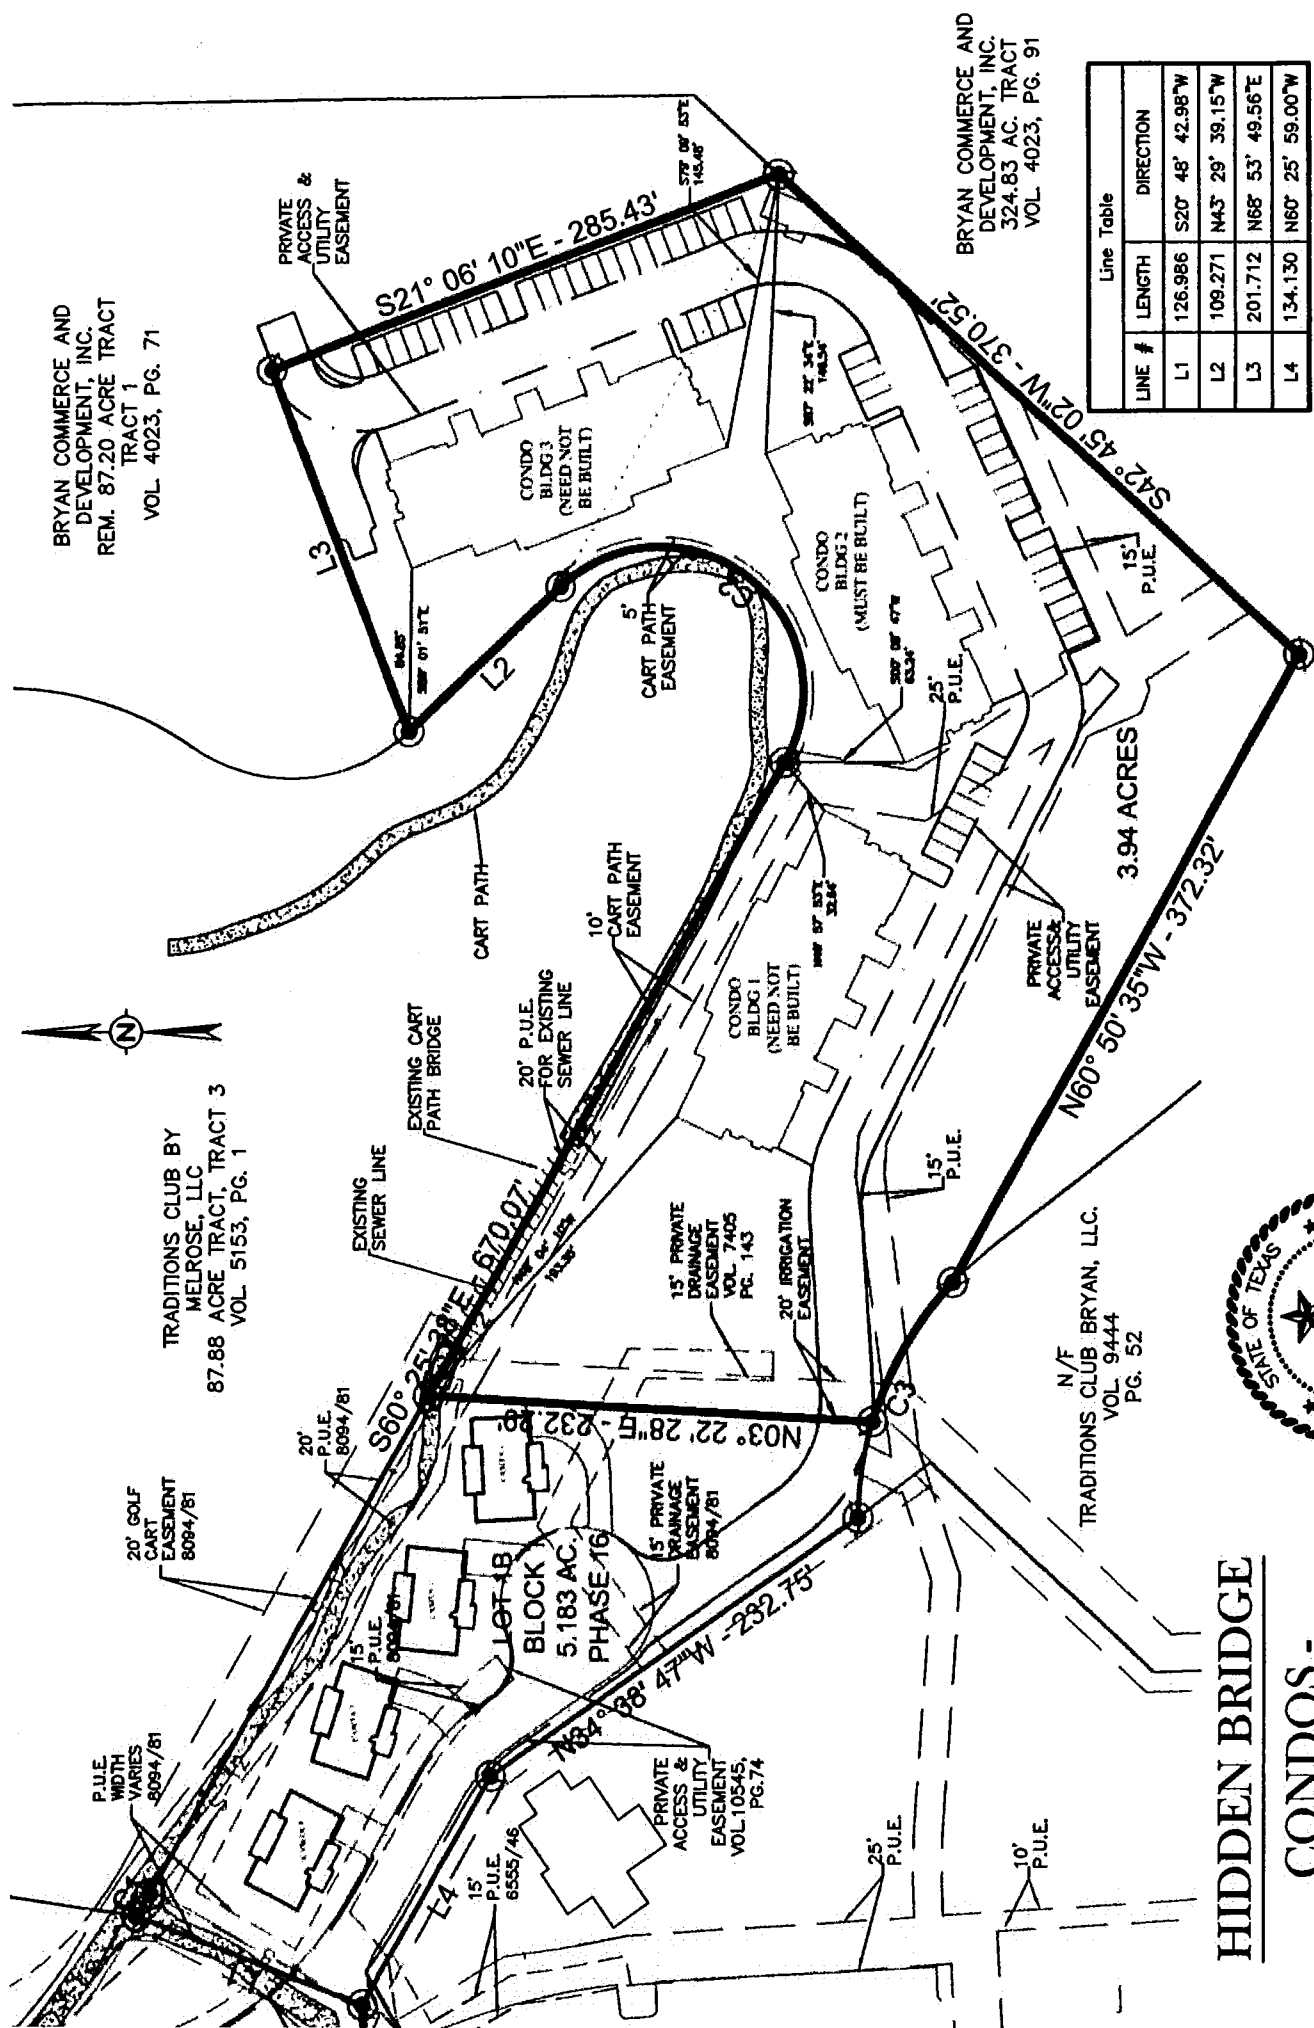 BRYAN COMMERCE AND
DEVELOPMENT, INC.
REM. 87.20 ACRE TRACT
TRACT 1
VOL 4023, PG. 71
PRIVATE
ACCESS &
UTILITY
EASEMENT
S21° 06' 10"E - 285.43'
145.48'
BRYAN COMMERCE AND
DEVELOPMENT, INC.
324.83 AC. TRACT
VOL 4023, PG. 91
Line Table
LINE # LENGTH DIRECTION
L1 126.986 S20° 48' 42.98"W
L2 109.271 N43° 29' 39.15"W
L3 201.712 N68° 53' 49.56"E
L4 134.130 N60° 25' 59.00"W
L3
L2
CONDO
BLDG 3
(NEED NOT
BE BUILT)
S42° 45' 02"W - 370.52'
5'
CART PATH
EASEMENT
C2
CONDO
BLDG 2
(MUST BE BUILT)
15'
P.U.E.
25'
P.U.E.
3.94 ACRES
TRADITIONS CLUB BY
MELROSE, LLC
87.88 ACRE TRACT, TRACT 3
VOL 5153, PG. 1
N
CART PATH
10'
CART PATH
EASEMENT
EXISTING CART
PATH BRIDGE
20' P.U.E.
FOR EXISTING
SEWER LINE
EXISTING
SEWER LINE
CONDO
BLDG 1
(NEED NOT
BE BUILT)
PRIVATE
ACCESS&
UTILITY
EASEMENT
N60° 50' 35"W - 372.32'
S60° 25' 38"E - 670.07'
15' PRIVATE
DRAINAGE
EASEMENT
VOL. 7405
PG. 143
20' IRRIGATION
EASEMENT
15'
P.U.E.
C3
N/F
TRADITIONS CLUB BRYAN, LLC.
VOL. 9444
PG. 52
STATE OF TEXAS
20' GOLF
CART
EASEMENT
8094/81
20'
P.U.E.
8094/81
15'
P.U.E.
8094/81
LOT 1B
BLOCK 1
5.183 AC.
PHASE 16
15' PRIVATE
DRAINAGE
EASEMENT
8094/81
P.U.E.
WIDTH
VARIES
8094/81
L4
15'
P.U.E.
6555/46
PRIVATE
ACCESS &
UTILITY
EASEMENT
VOL.10545,
PG.74
25'
P.U.E.
10'
P.U.E.
HIDDEN BRIDGE
CONDOS -